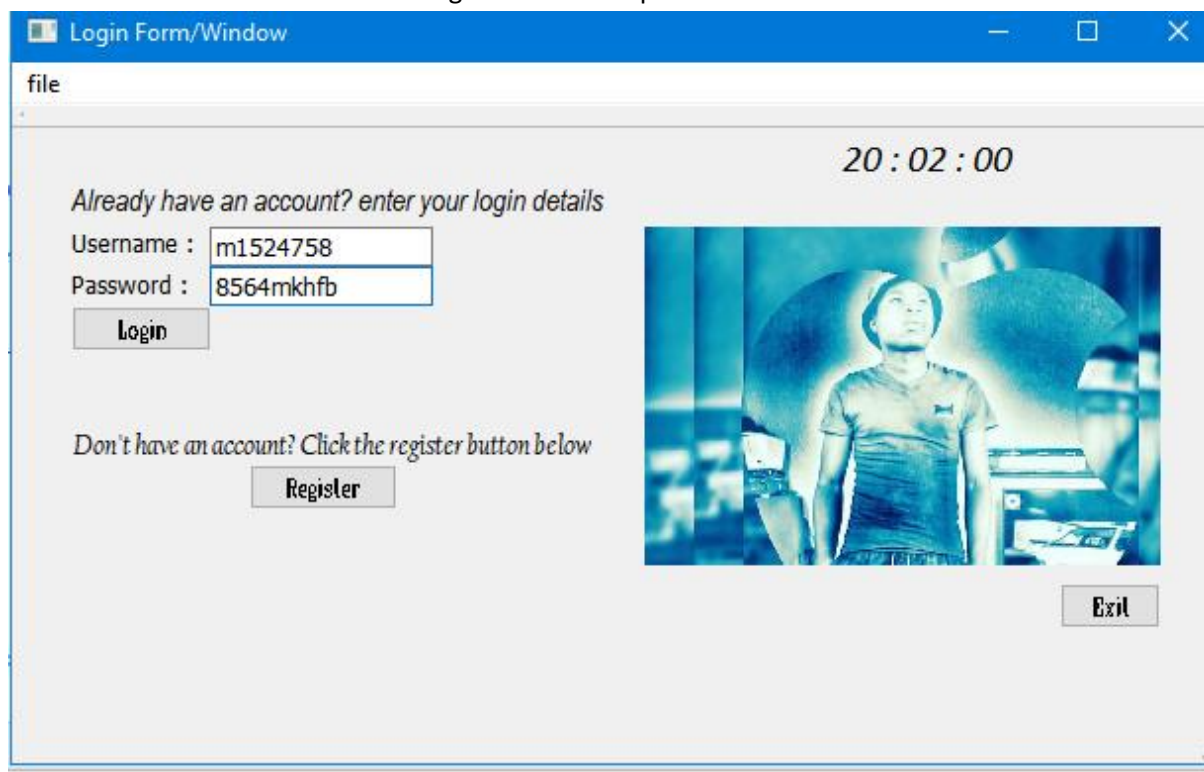 Login Form/Window
file
20 : 02 : 00
Already have an account? enter your login details
Username : m1524758
Password : 8564mkhfb
Login
Don't have an account? Click the register button below
Register
Exit